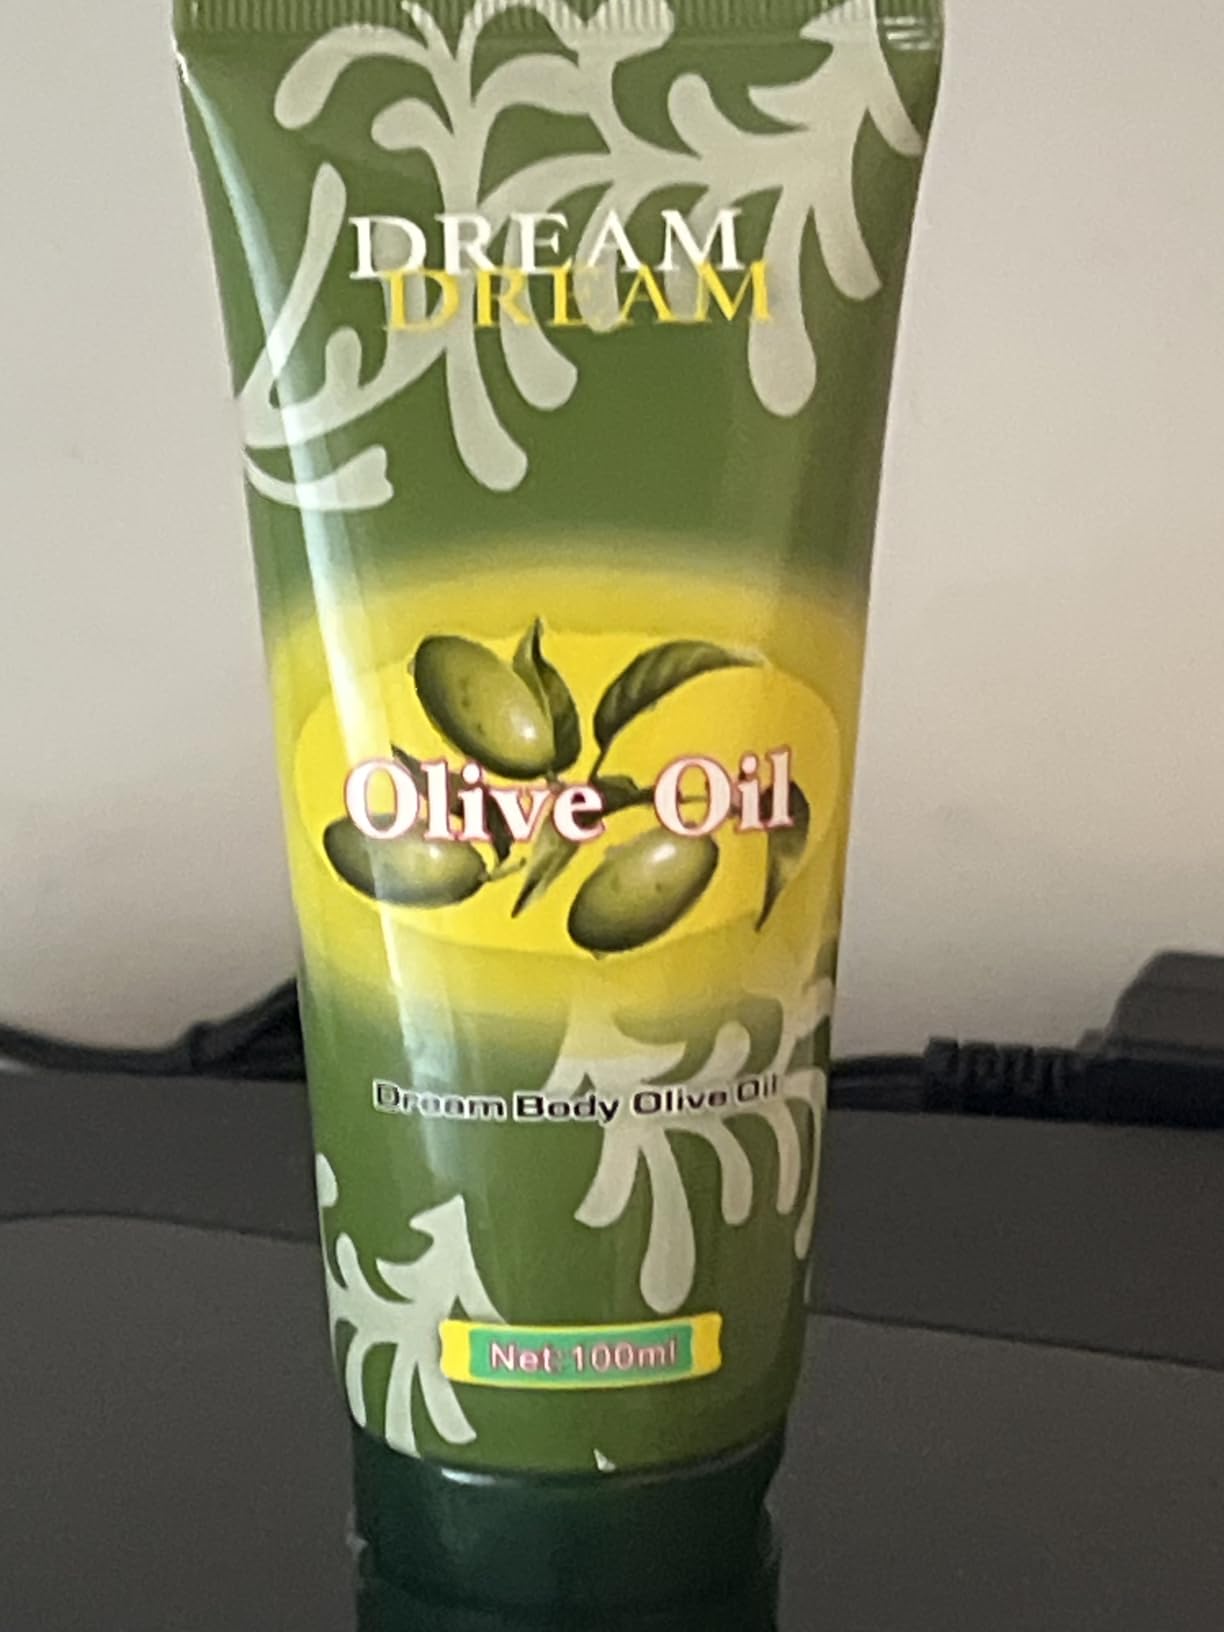 DREAM
DREAM
Olive Oil
Dream Body Olive Oil
Net:100ml